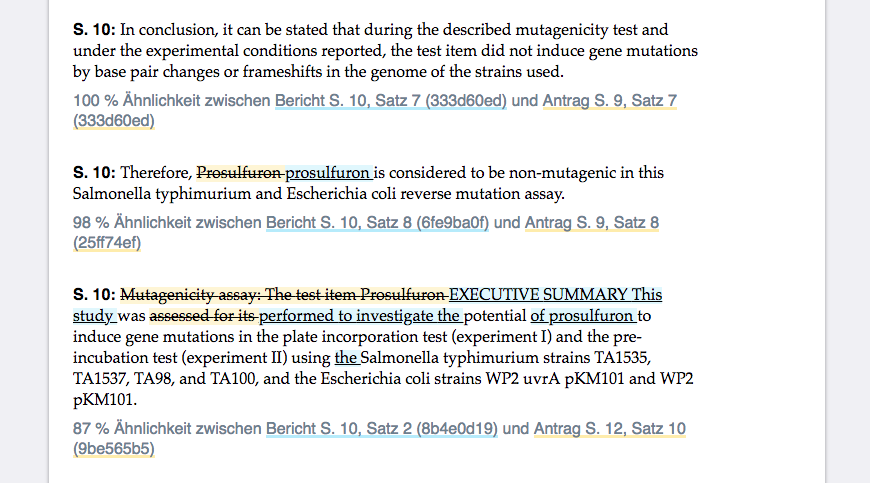 S. 10: In conclusion, it can be stated that during the described mutagenicity test and
under the experimental conditions reported, the test item did not induce gene mutations
by base pair changes or frameshifts in the genome of the strains used.
100 % Ähnlichkeit zwischen Bericht S. 10, Satz 7 (333d60ed) und Antrag S. 9, Satz 7
(333d60ed)
S. 10: Therefore, Prosulfuron prosulfuron is considered to be non-mutagenic in this
Salmonella typhimurium and Escherichia coli reverse mutation assay.
98 % Ähnlichkeit zwischen Bericht S. 10, Satz 8 (6fe9ba0f) und Antrag S. 9, Satz 8
(25ff74ef)
S. 10: Mutagenicity assay: The test item Prosulfuron EXECUTIVE SUMMARY This
study was assessed for its performed to investigate the potential of prosulfuron to
induce gene mutations in the plate incorporation test (experiment I) and the pre-
incubation test (experiment II) using the Salmonella typhimurium strains TA1535,
TA1537, TA98, and TA100, and the Escherichia coli strains WP2 uvrA pKM101 and WP2
pKM101.
87 % Ähnlichkeit zwischen Bericht S. 10, Satz 2 (8b4e0d19) und Antrag S. 12, Satz 10
(9be565b5)